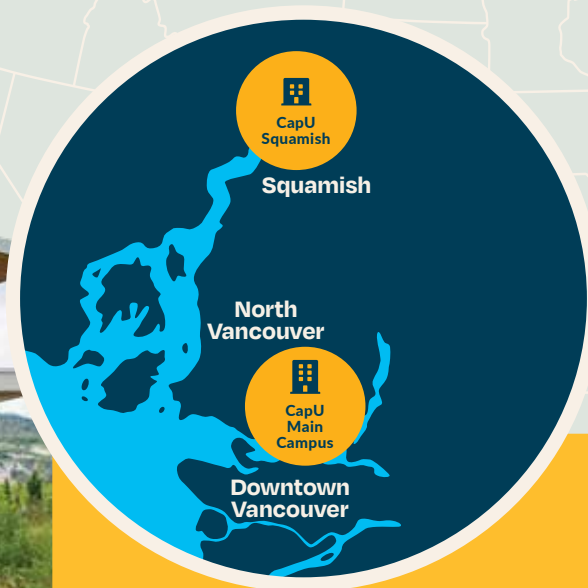 CapU
Squamish
Squamish
North
Vancouver
CapU
Main
Campus
Downtown
Vancouver